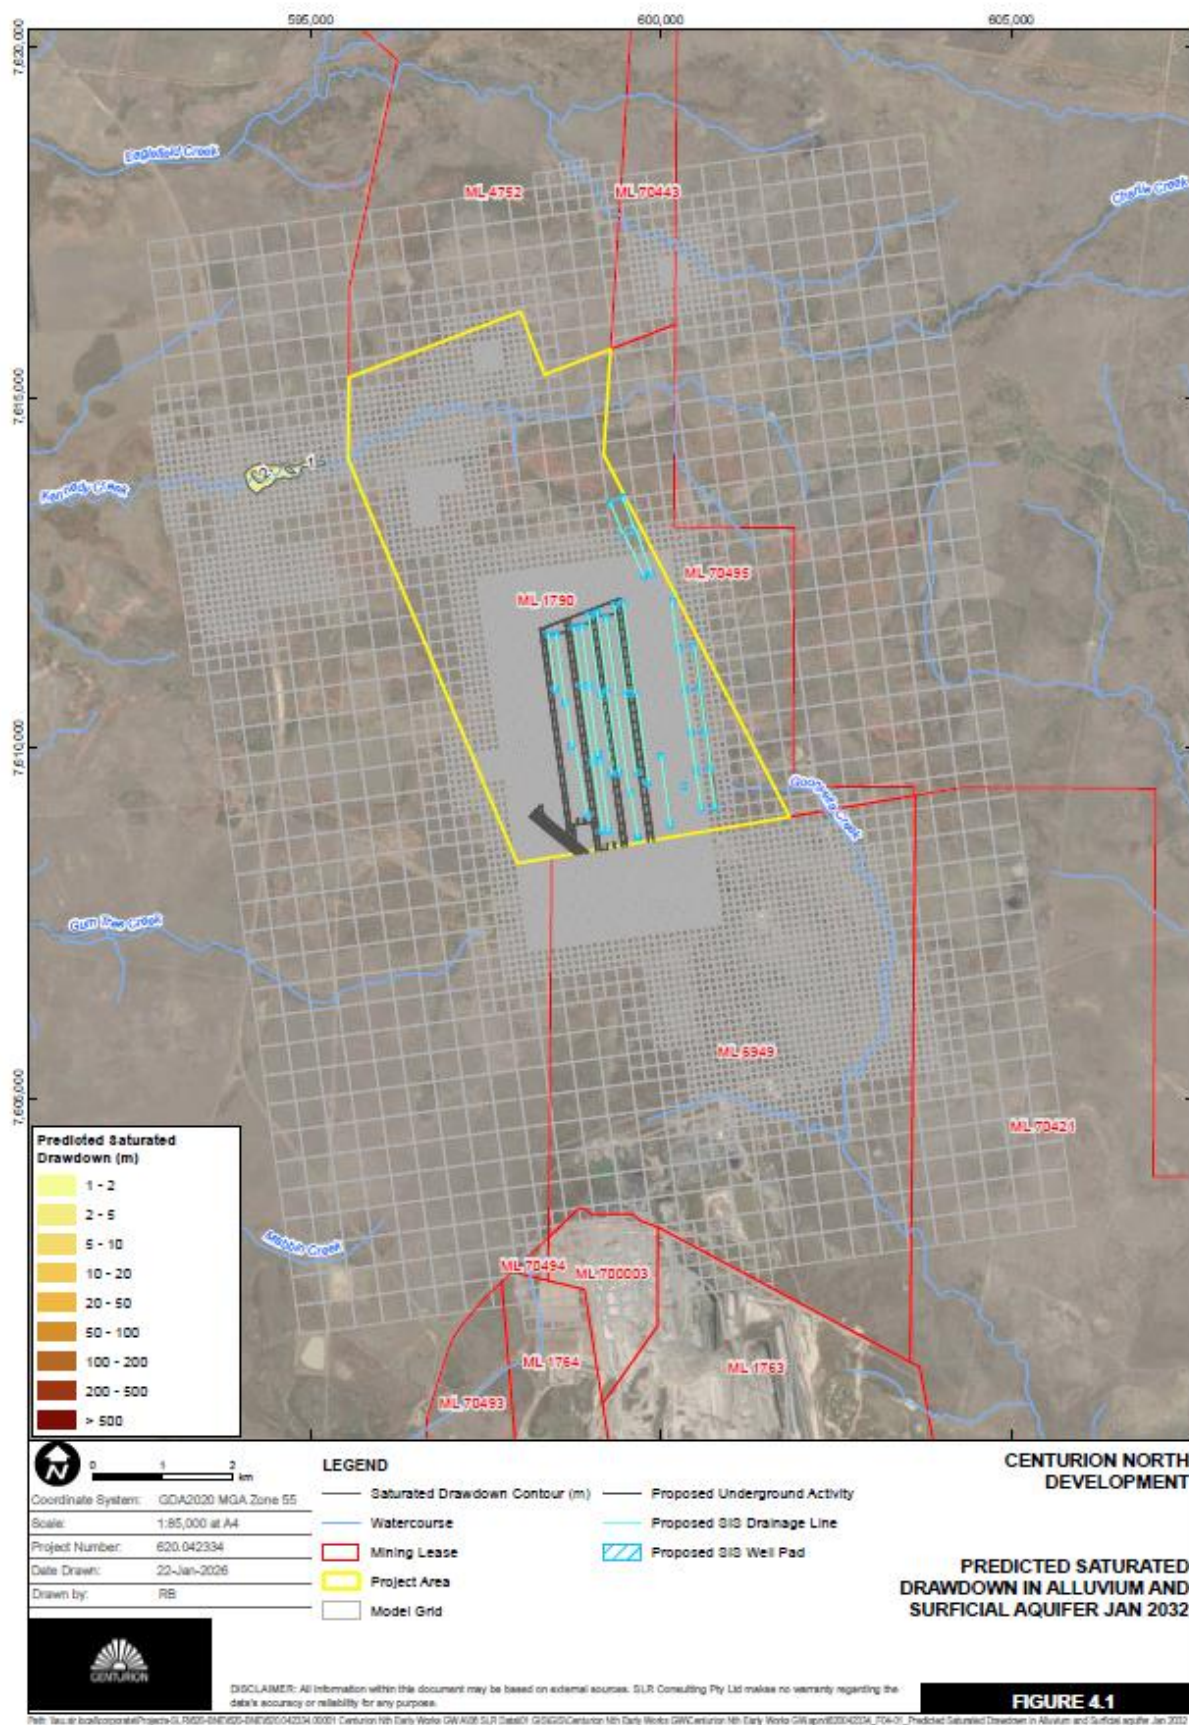 595,000
600,000
605,000
7,620,000
Eaglefield Creek
ML 4752
ML 70443
Charlie Creek
7,615,000
2
1
Kennedy Creek
ML 70495
ML 1790
7,610,000
Goonyella Creek
Gum Tree Creek
ML 6949
7,605,000
ML 70421
Predicted Saturated
Drawdown (m)
1 - 2
2 - 5
5 - 10
10 - 20
20 - 50
50 - 100
100 - 200
200 - 500
> 500
ML 70494
ML 700003
ML 1764
ML 1763
ML 70493
N
0 1 2
km
Coordinate System: GDA2020 MGA Zone 55
Scale: 1:85,000 at A4
Project Number: 620.042334
Date Drawn: 22-Jan-2026
Drawn by: RB
LEGEND
Saturated Drawdown Contour (m)
Watercourse
Mining Lease
Project Area
Model Grid
Proposed Underground Activity
Proposed SIS Drainage Line
Proposed SIS Well Pad
CENTURION NORTH
DEVELOPMENT
PREDICTED SATURATED
DRAWDOWN IN ALLUVIUM AND
SURFICIAL AQUIFER JAN 2032
CENTURION
DISCLAIMER: All information within this document may be based on external sources. SLR Consulting Pty Ltd makes no warranty regarding the
data's accuracy or reliability for any purpose.
FIGURE 4.1